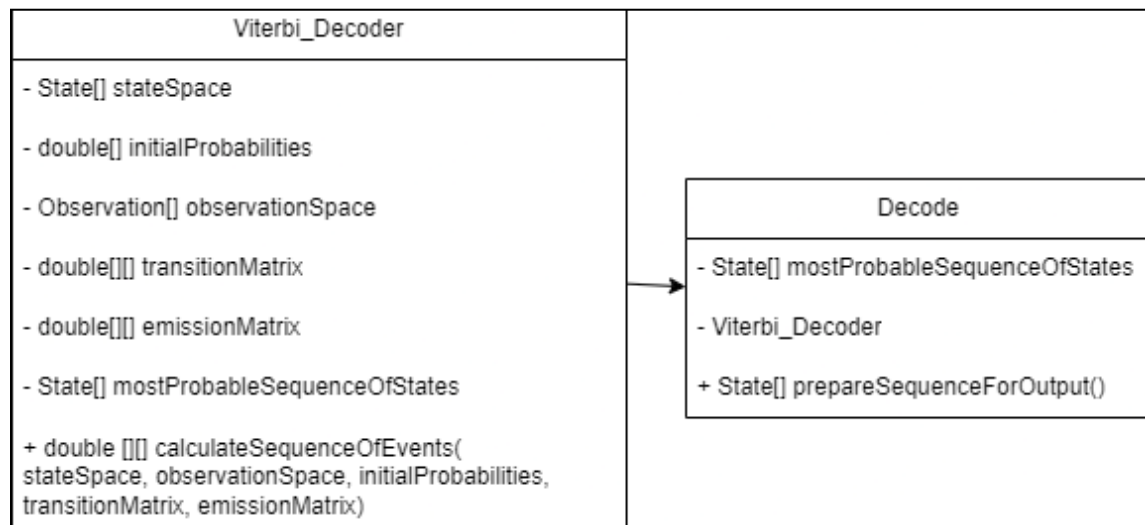 Viterbi_Decoder
- State[] stateSpace
- double[] initialProbabilities
- Observation[] observationSpace
- double[][] transitionMatrix
- double[][] emissionMatrix
- State[] mostProbableSequenceOfStates
+ double [][] calculateSequenceOfEvents(
stateSpace, observationSpace, initialProbabilities,
transitionMatrix, emissionMatrix)
Decode
- State[] mostProbableSequenceOfStates
- Viterbi_Decoder
+ State[] prepareSequenceForOutput()